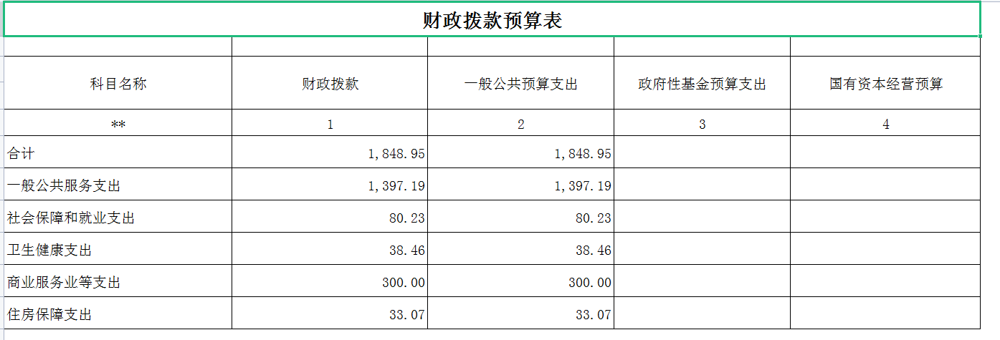 财政拨款预算表
科目名称 财政拨款 一般公共预算支出 政府性基金预算支出 国有资本经营预算
** 1 2 3 4
合计 1,848.95 1,848.95
一般公共服务支出 1,397.19 1,397.19
社会保障和就业支出 80.23 80.23
卫生健康支出 38.46 38.46
商业服务业等支出 300.00 300.00
住房保障支出 33.07 33.07